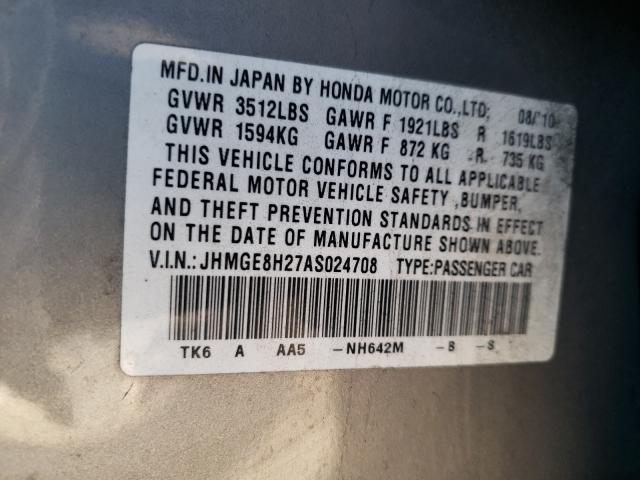 MFD.IN JAPAN BY HONDA MOTOR CO.,LTD; 08/10
GVWR 3512LBS GAWR F 1921LBS R 1619LBS
GVWR 1594KG GAWR F 872 KG R 735 KG
THIS VEHICLE CONFORMS TO ALL APPLICABLE
FEDERAL MOTOR VEHICLE SAFETY ,BUMPER,
AND THEFT PREVENTION STANDARDS IN EFFECT
ON THE DATE OF MANUFACTURE SHOWN ABOVE.
V.I.N.: JHMGE8H27AS024708 TYPE:PASSENGER CAR
TK6 A AA5 -NH642M -B -S